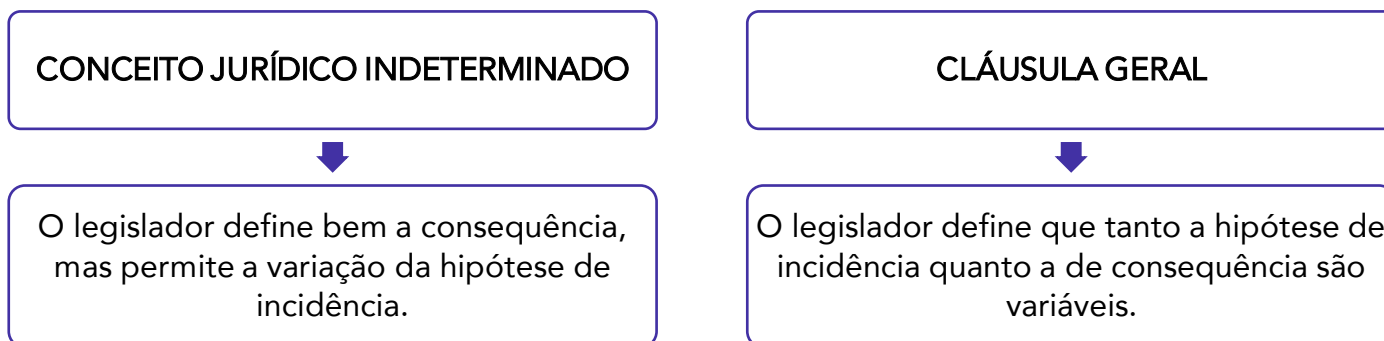 CONCEITO JURÍDICO INDETERMINADO
O legislador define bem a consequência,
mas permite a variação da hipótese de
incidência.
CLÁUSULA GERAL
O legislador define que tanto a hipótese de
incidência quanto a de consequência são
variáveis.